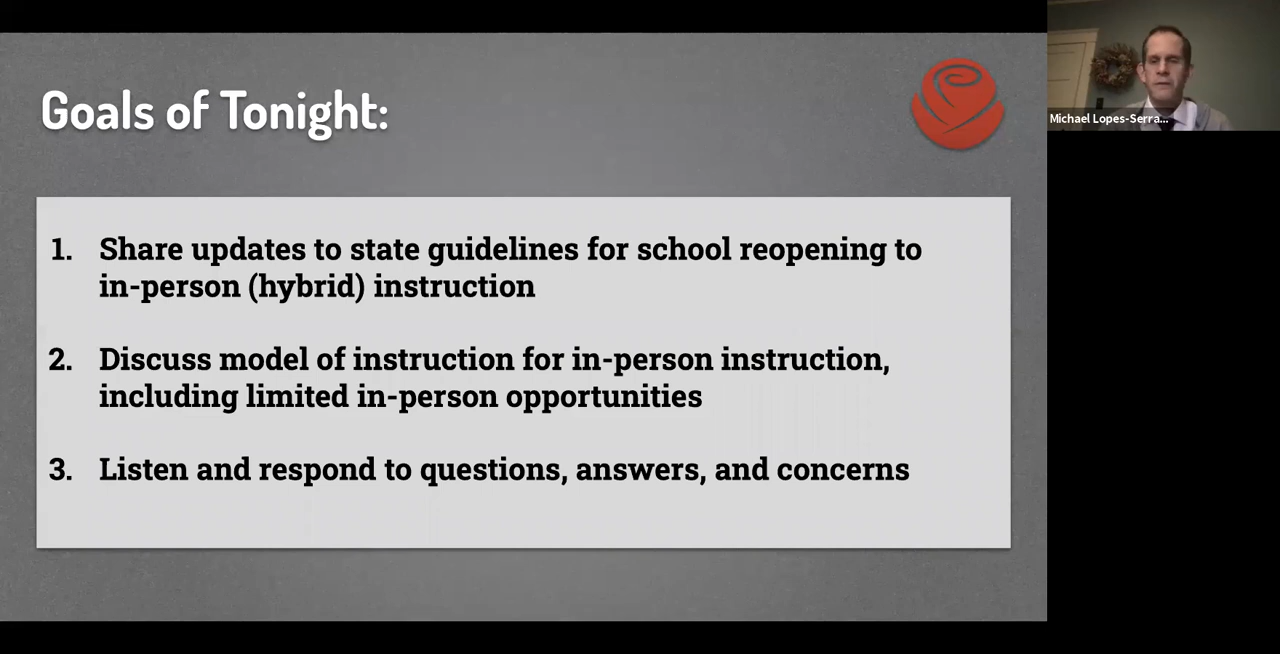 Goals of Tonight:
Michael Lopes-Serra...
1. Share updates to state guidelines for school reopening to
in-person (hybrid) instruction
2. Discuss model of instruction for in-person instruction,
including limited in-person opportunities
3. Listen and respond to questions, answers, and concerns